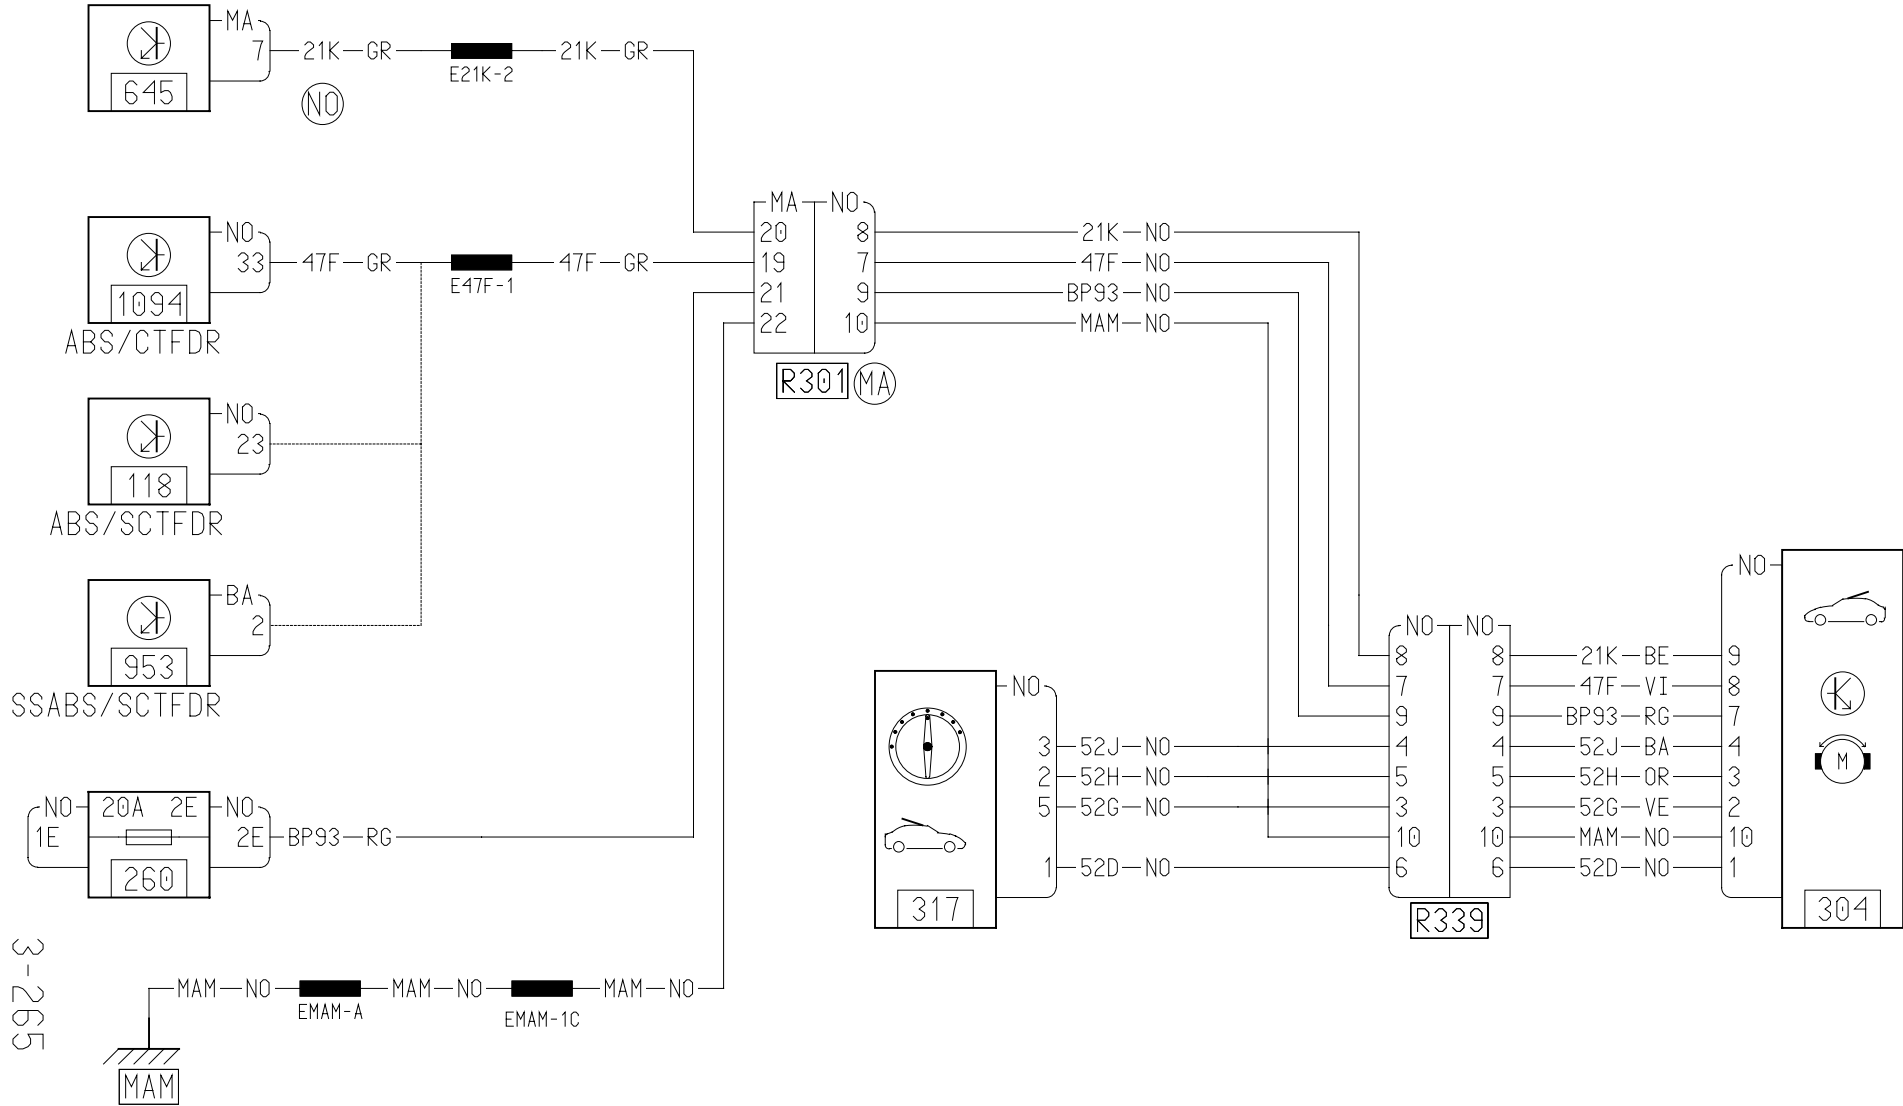 MA
7 21K GR E21K-2 21K GR
645
NO
NO
33 47F GR E47F-1 47F GR
1094
ABS/CTFDR
NO
23
118
ABS/SCTFDR
BA
2
953
SSABS/SCTFDR
NO 20A 2E NO
1E 2E BP93 RG
260
MAM NO EMAM-A MAM NO EMAM-1C MAM NO
MAM
3-265
MA NO
20 8 21K NO
19 7 47F NO
21 9 BP93 NO
22 10 MAM NO
R301 MA
NO
3 52J NO
2 52H NO
5 52G NO
1 52D NO
317
NO NO NO
8 8 21K BE 9
7 7 47F VI 8
9 9 BP93 RG 7
4 4 52J BA 4
5 5 52H OR 3
3 3 52G VE 2
10 10 MAM NO 10
6 6 52D NO 1
R339
M
304